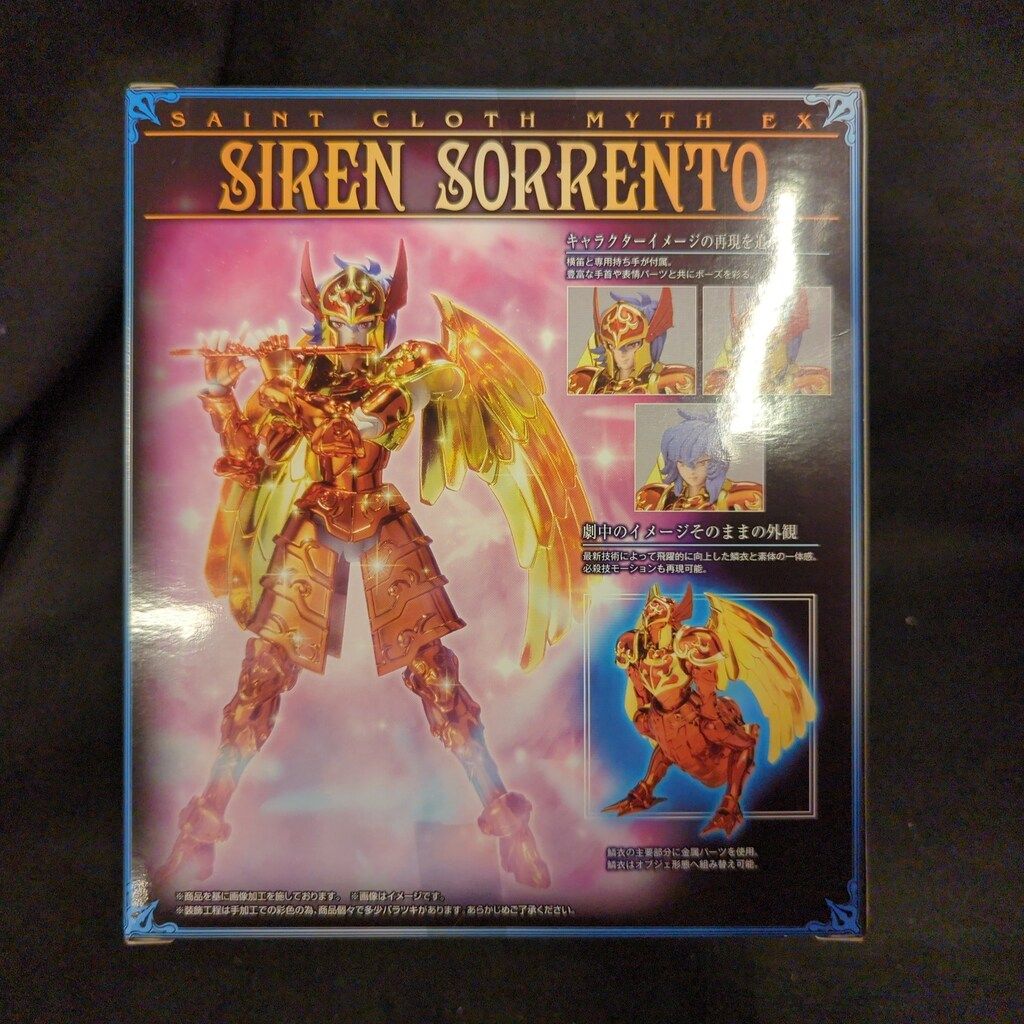 SAINT CLOTH MYTH EX
SIREN SORRENTO
キャラクターイメージの再現を追
横笛と専用持ち手が付属。
豊富な手首や表情パーツと共にポーズを彩る。
劇中のイメージそのままの外観
最新技術によって飛躍的に向上した鱗衣と素体の一体感。
必殺技モーションも再現可能。
鱗衣の主要部分に金属パーツを使用。
鱗衣はオブジェ形態へ組み替え可能。
※商品を基に画像加工を施しております。 ※画像はイメージです。
※装飾工程は手加工での彩色の為、商品個々で多少バラツキがあります。あらかじめご了承ください。